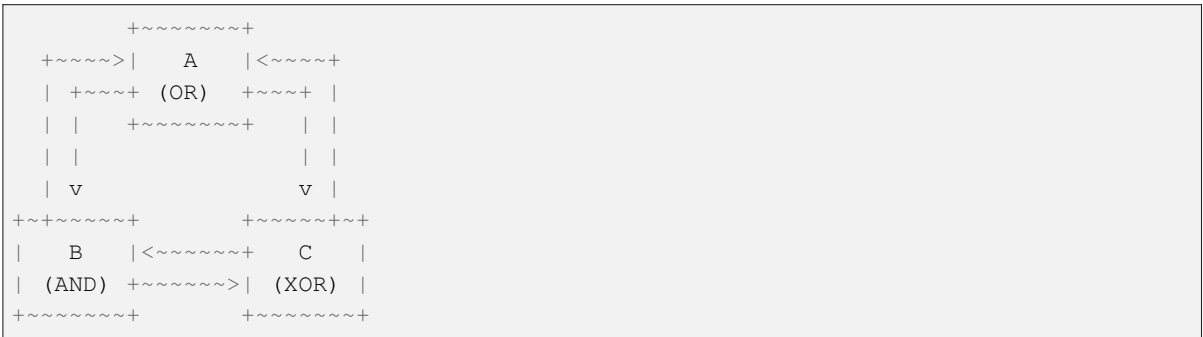 +~~~~~~~+
+~~~~>|   A   |<~~~~+
| +~~~+ (OR)  +~~~+ |
| |   +~~~~~~~+   | |
| |               | |
| v               v |
+~+~~~~~+       +~~~~~+~+
|   B   |<~~~~~~+   C   |
| (AND) +~~~~~~>| (XOR) |
+~~~~~~~+       +~~~~~~~+